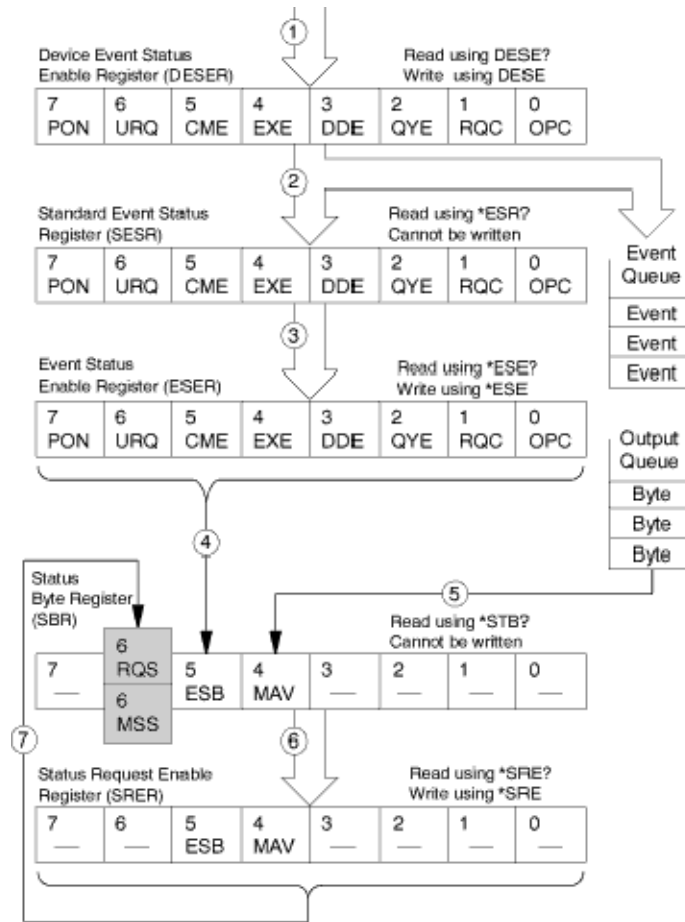 1
Device Event Status
Enable Register (DESER)
Read using DESE?
Write using DESE
7 6 5 4 3 2 1 0
PON URQ CME EXE DDE QYE RQC OPC
2
Standard Event Status
Register (SESR)
Read using *ESR?
Cannot be written
7 6 5 4 3 2 1 0
PON URQ CME EXE DDE QYE RQC OPC
Event
Queue
Event
Event
Event
3
Event Status
Enable Register (ESER)
Read using *ESE?
Write using *ESE
7 6 5 4 3 2 1 0
PON URQ CME EXE DDE QYE RQC OPC
Output
Queue
Byte
Byte
Byte
4
5
Status
Byte Register
(SBR)
Read using *STB?
Cannot be written
7 6 5 4 3 2 1 0
— RQS ESB MAV — — — —
6
MSS
7
6
Status Request Enable
Register (SRER)
Read using *SRE?
Write using *SRE
7 6 5 4 3 2 1 0
— — ESB MAV — — — —